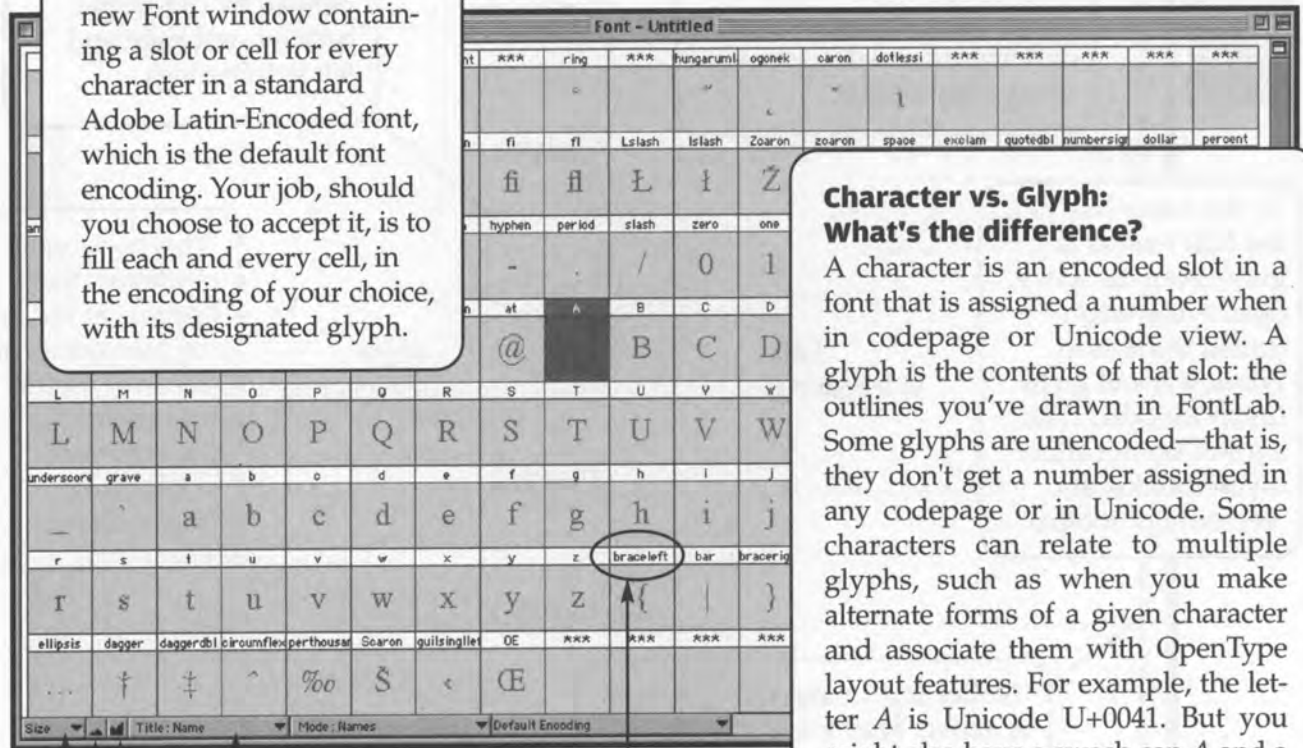 new Font window contain-
ing a slot or cell for every
character in a standard
Adobe Latin-Encoded font,
which is the default font
encoding. Your job, should
you choose to accept it, is to
fill each and every cell, in
the encoding of your choice,
with its designated glyph.
Font - Untitled
*** ring *** hungaruml ogonek caron dotlessi *** *** *** ***
fi fl Lslash lslash Zcaron zcaron space exclam quotedbl numbersign dollar percent
fi fl Ł ł Ž
hyphen period slash zero one
- . / 0 1
at A B C D
@ B C D
L M N O P Q R S T U V W
L M N O P Q R S T U V W
underscore grave a b c d e f g h i j
_ ` a b c d e f g h i j
r s t u v w x y z braceleft bar bracerig
r s t u v w x y z { | }
ellipsis dagger daggerdbl circumflex perthousan Scaron guilsingllef OE *** *** *** ***
… † ‡ ˆ ‰ Š ‹ Œ
Size Title: Name Mode: Names Default Encoding
Character vs. Glyph:
What's the difference?
A character is an encoded slot in a
font that is assigned a number when
in codepage or Unicode view. A
glyph is the contents of that slot: the
outlines you've drawn in FontLab.
Some glyphs are unencoded—that is,
they don't get a number assigned in
any codepage or in Unicode. Some
characters can relate to multiple
glyphs, such as when you make
alternate forms of a given character
and associate them with OpenType
layout features. For example, the let-
ter A is Unicode U+0041. But you